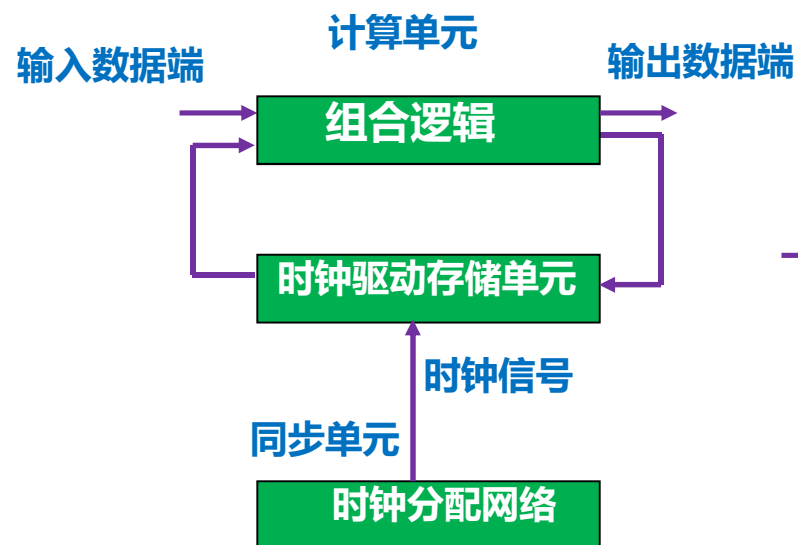 计算单元
输入数据端
输出数据端
组合逻辑
时钟驱动存储单元
时钟信号
同步单元
时钟分配网络